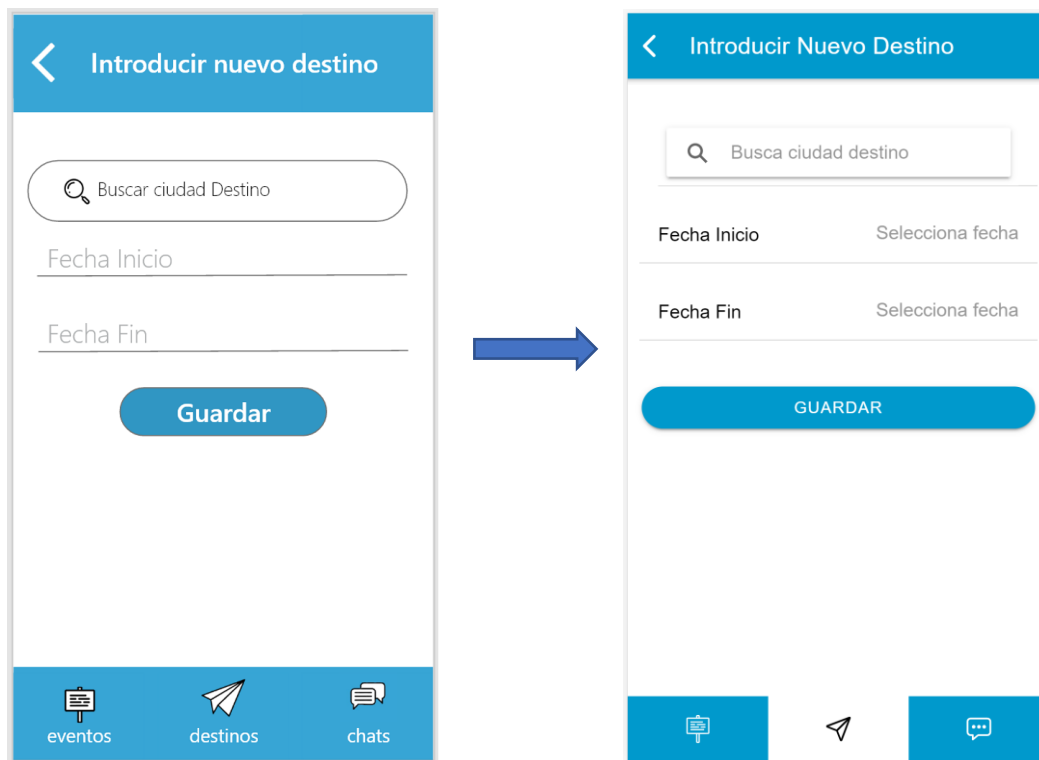 Introducir nuevo destino
Buscar ciudad Destino
Fecha Inicio
Fecha Fin
Guardar
eventos destinos chats
Introducir Nuevo Destino
Busca ciudad destino
Fecha Inicio Selecciona fecha
Fecha Fin Selecciona fecha
GUARDAR